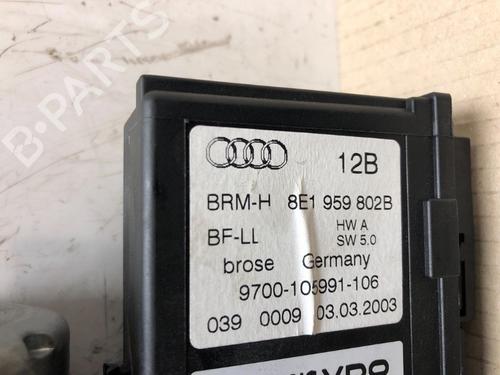 B-PARTS
12B
BRM-H 8E1 959 802B
BF-LL HW A
SW 5.0
brose Germany
9700-105991-106
039 0009 03.03.2003